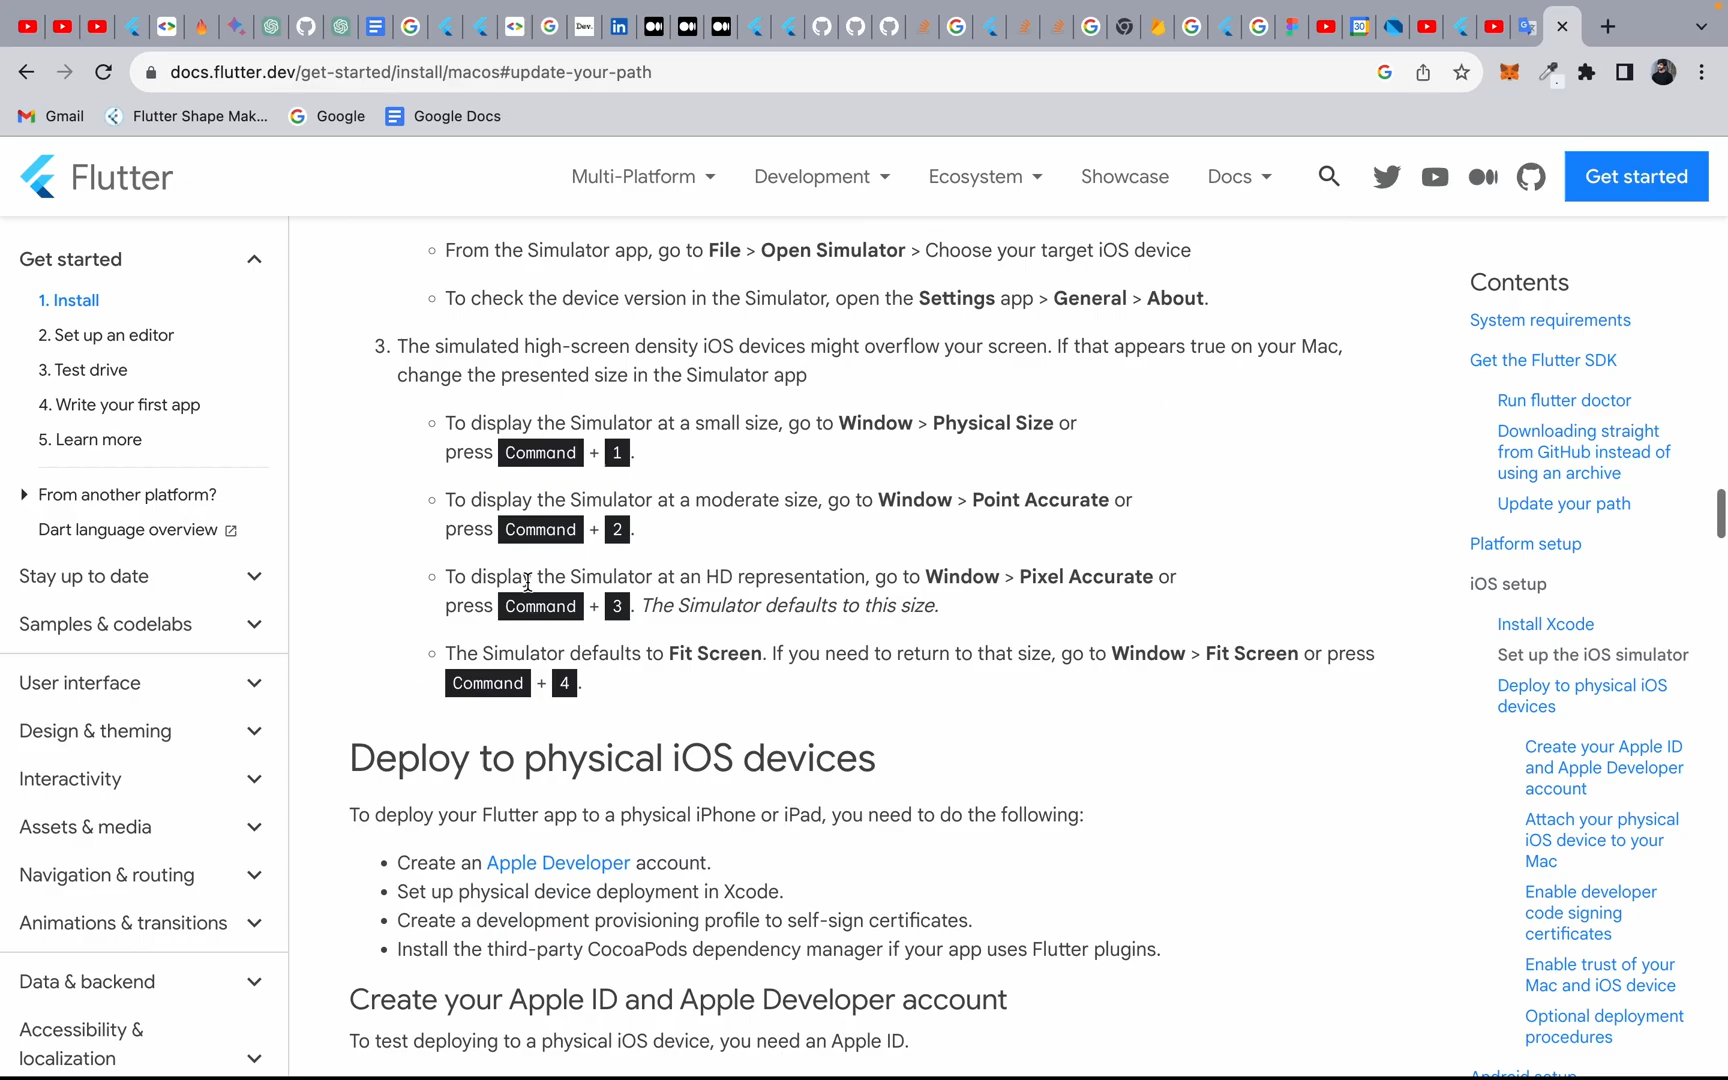 Dev.
30
docs.flutter.dev/get-started/install/macos#update-your-path
Gmail
Flutter Shape Mak...
Google
Google Docs
Flutter
Multi-Platform
Development
Ecosystem
Showcase
Docs
Get started
Get started
1. Install
2. Set up an editor
3. Test drive
4. Write your first app
5. Learn more
From another platform?
Dart language overview
Stay up to date
Samples & codelabs
User interface
Design & theming
Interactivity
Assets & media
Navigation & routing
Animations & transitions
Data & backend
Accessibility &
localization
From the Simulator app, go to File > Open Simulator > Choose your target iOS device
To check the device version in the Simulator, open the Settings app > General > About.
3. The simulated high-screen density iOS devices might overflow your screen. If that appears true on your Mac,
change the presented size in the Simulator app
To display the Simulator at a small size, go to Window > Physical Size or
press Command + 1.
To display the Simulator at a moderate size, go to Window > Point Accurate or
press Command + 2.
To display the Simulator at an HD representation, go to Window > Pixel Accurate or
press Command + 3. The Simulator defaults to this size.
The Simulator defaults to Fit Screen. If you need to return to that size, go to Window > Fit Screen or press
Command + 4.
Deploy to physical iOS devices
To deploy your Flutter app to a physical iPhone or iPad, you need to do the following:
Create an Apple Developer account.
Set up physical device deployment in Xcode.
Create a development provisioning profile to self-sign certificates.
Install the third-party CocoaPods dependency manager if your app uses Flutter plugins.
Create your Apple ID and Apple Developer account
To test deploying to a physical iOS device, you need an Apple ID.
Contents
System requirements
Get the Flutter SDK
Run flutter doctor
Downloading straight
from GitHub instead of
using an archive
Update your path
Platform setup
iOS setup
Install Xcode
Set up the iOS simulator
Deploy to physical iOS
devices
Create your Apple ID
and Apple Developer
account
Attach your physical
iOS device to your
Mac
Enable developer
code signing
certificates
Enable trust of your
Mac and iOS device
Optional deployment
procedures
Android setup